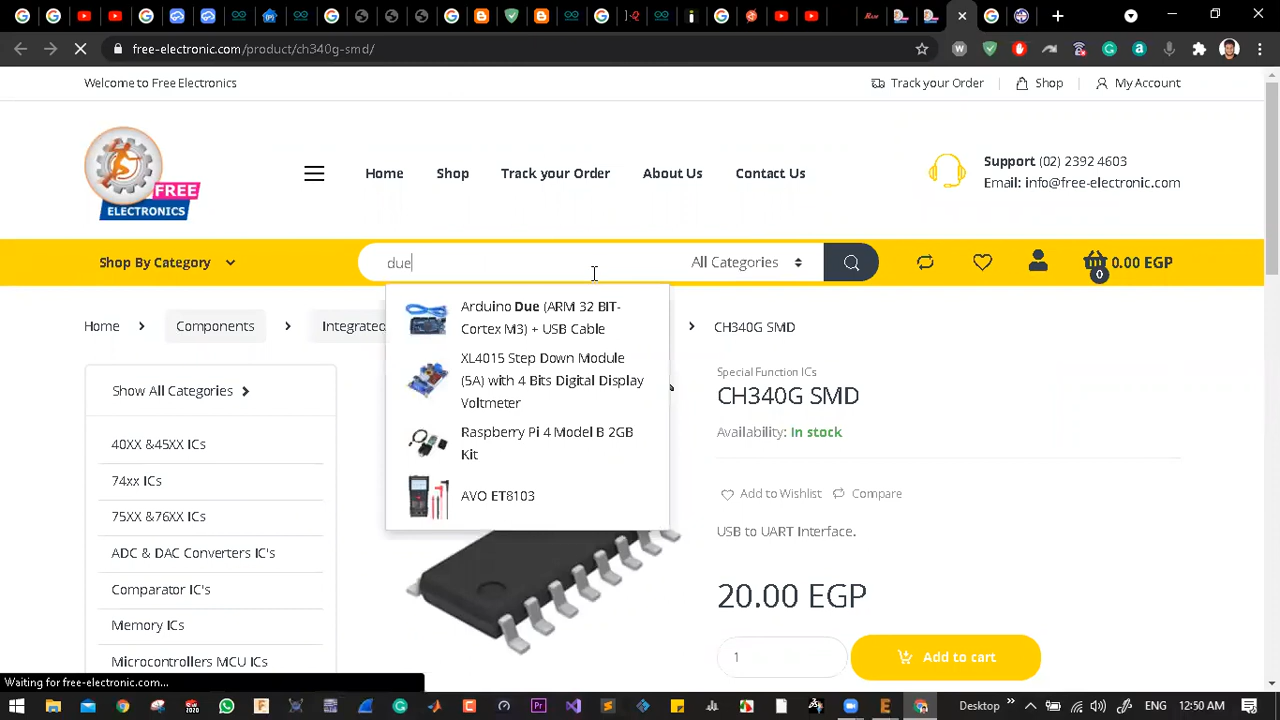 free-electronic.com/product/ch340g-smd/
Welcome to Free Electronics
Track your Order
Shop
My Account
FREE
ELECTRONICS
Home
Shop
Track your Order
About Us
Contact Us
Support (02) 2392 4603
Email: info@free-electronic.com
Shop By Category
due
All Categories
0
0.00 EGP
Home
Components
Integrated
CH340G SMD
Arduino Due (ARM 32 BIT-
Cortex M3) + USB Cable
XL4015 Step Down Module
(5A) with 4 Bits Digital Display
Voltmeter
Raspberry Pi 4 Model B 2GB
Kit
AVO ET8103
Show All Categories
40XX &45XX ICs
74xx ICs
75XX &76XX ICs
ADC & DAC Converters IC's
Comparator IC's
Memory ICs
Microcontrollers MCU ICs
Special Function ICs
CH340G SMD
Availability: In stock
Add to Wishlist
Compare
USB to UART Interface.
20.00 EGP
1
Add to cart
Waiting for free-electronic.com...
Desktop
12:50 AM